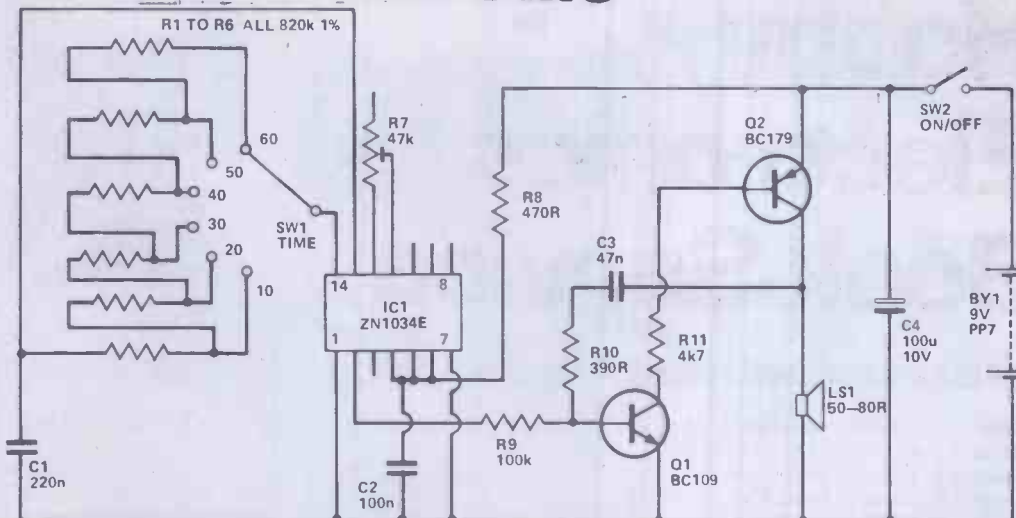 R1 TO R6 ALL 820k 1%
60
50
40
30
20
10
SW1
TIME
R7
47k
R8
470R
Q2
BC179
SW2
ON/OFF
C3
47n
14
8
IC1
ZN1034E
1
7
R10
390R
R11
4k7
C4
100u
10V
BY1
9V
PP7
LS1
50–80R
R9
100k
Q1
BC109
C1
220n
C2
100n